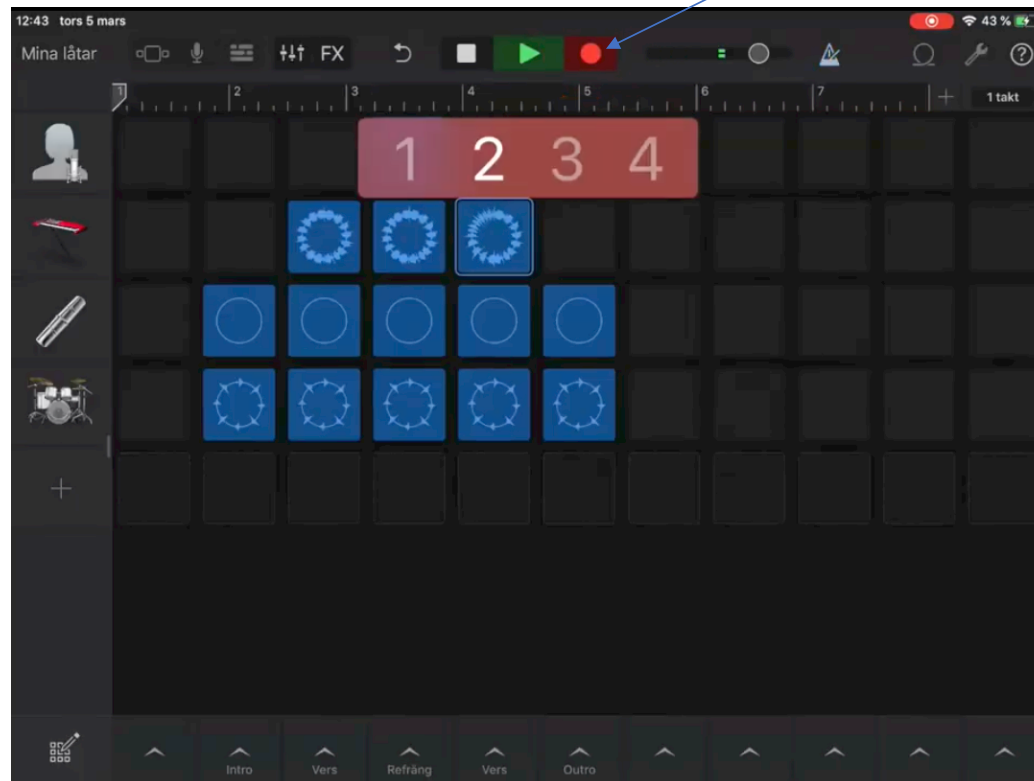 12:43 tors 5 mars
43 %
Mina låtar
FX
?
1 2 3 4 5 6 7
1 takt
1 2 3 4
Intro Vers Refräng Vers Outro